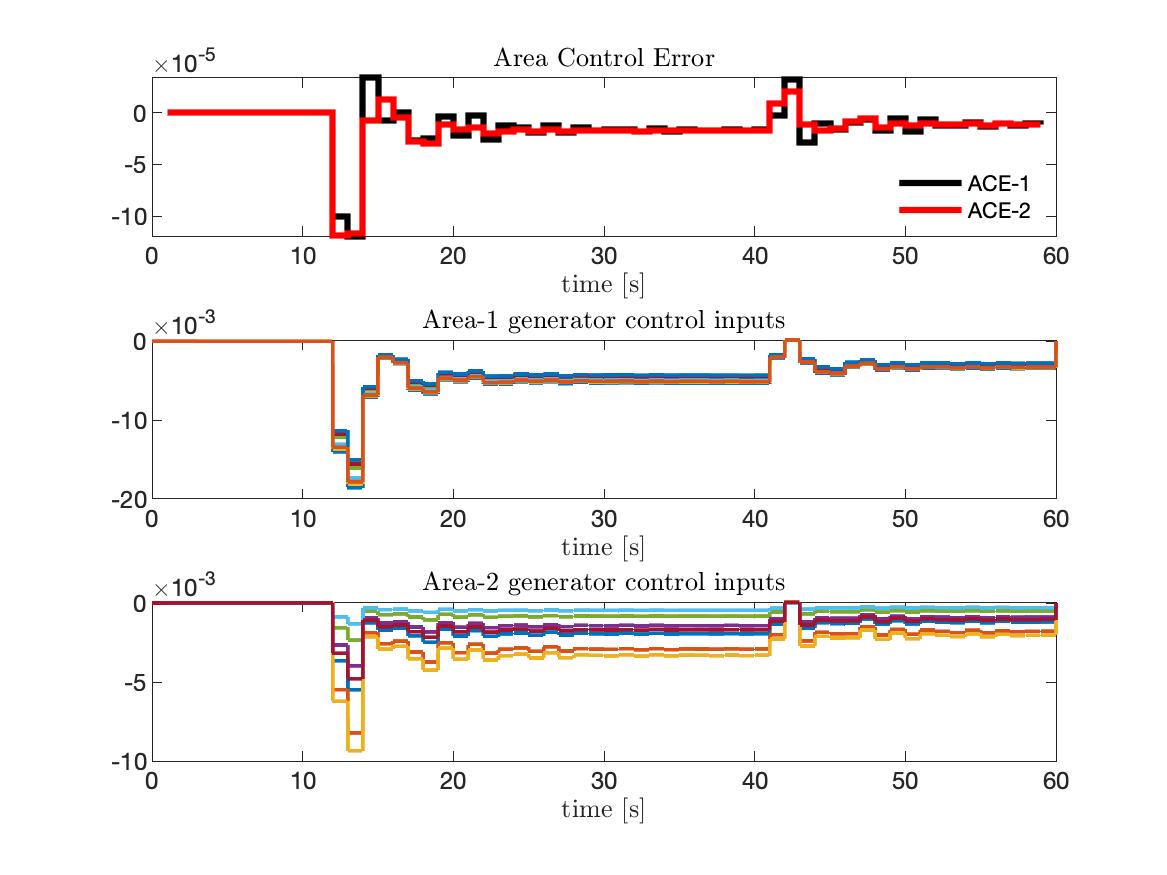 ×10-5
Area Control Error
0
-5
-10
ACE-1
ACE-2
0 10 20 30 40 50 60
time [s]
×10-3
Area-1 generator control inputs
0
-10
-20
0 10 20 30 40 50 60
time [s]
×10-3
Area-2 generator control inputs
0
-5
-10
0 10 20 30 40 50 60
time [s]